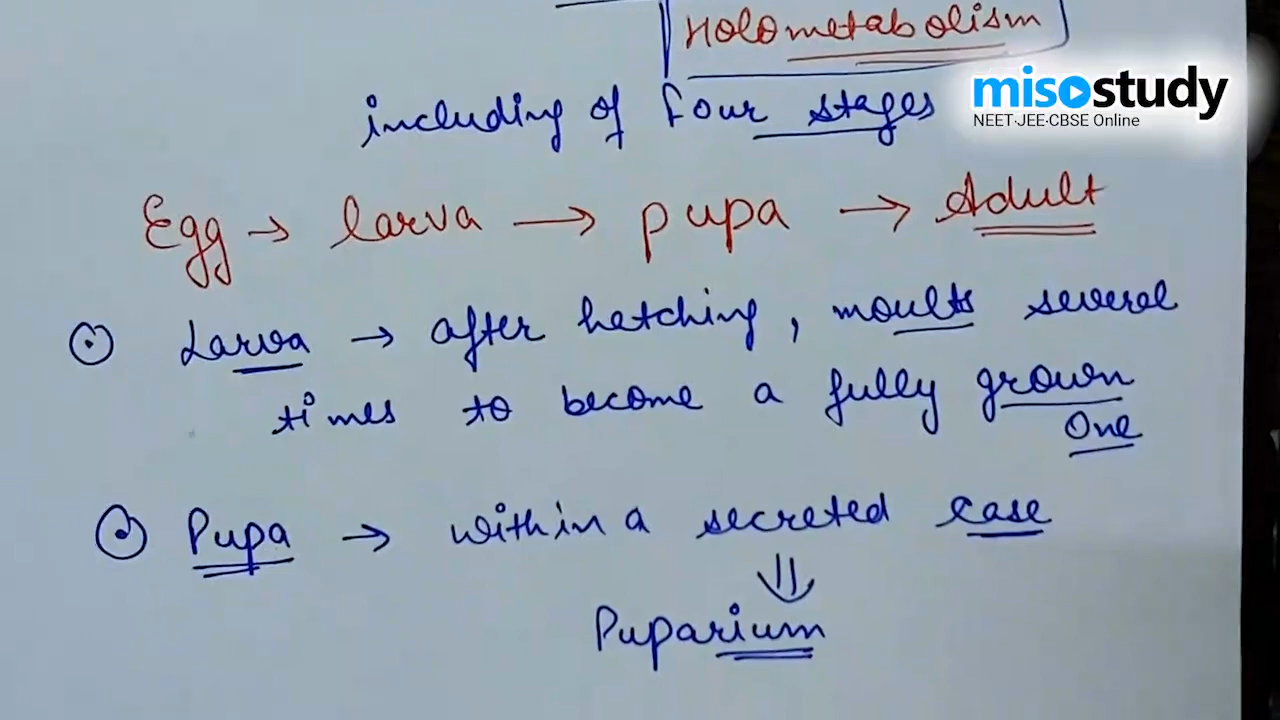 Holometabolism
misostudy
NEET-JEE-CBSE Online
including of four stages
Egg → larva → pupa → Adult
⊙ Larva → after hatching, moults several
times to become a fully grown
One
⊙ Pupa → within a secreted case
⇓
Puparium